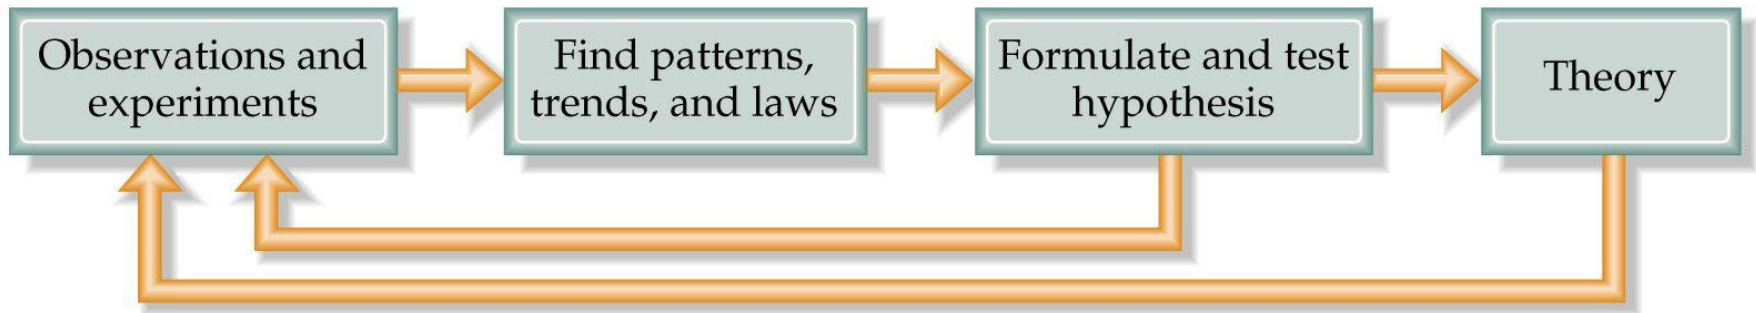 Observations and
experiments
Find patterns,
trends, and laws
Formulate and test
hypothesis
Theory